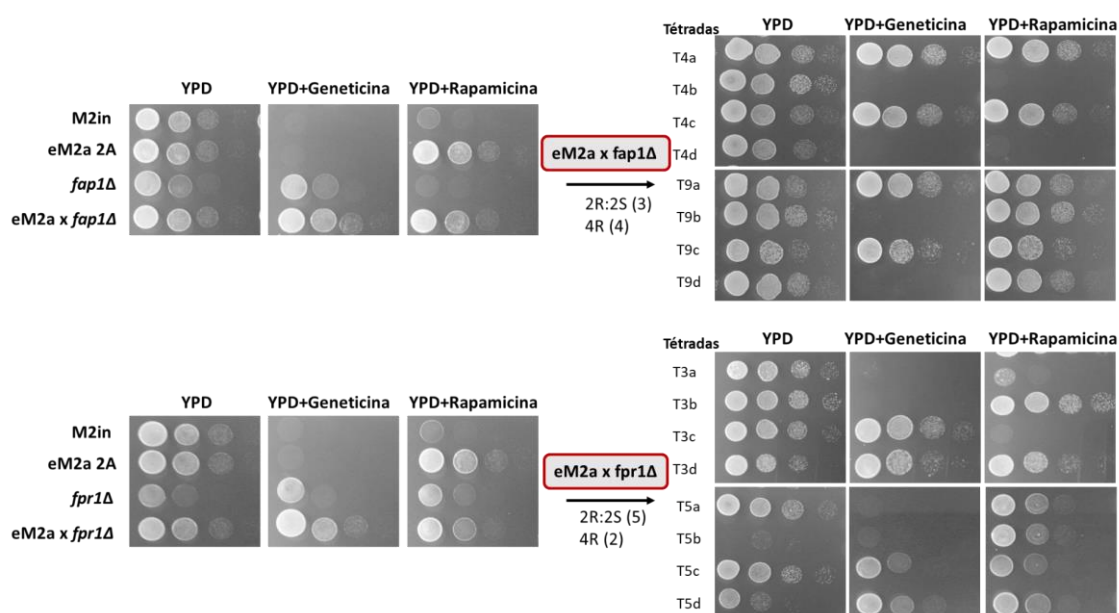 YPD YPD+Geneticina YPD+Rapamicina
M2in
eM2a 2A
fap1Δ
eM2a x fap1Δ
eM2a x fap1Δ
2R:2S (3)
4R (4)
Tétradas YPD YPD+Geneticina YPD+Rapamicina
T4a
T4b
T4c
T4d
T9a
T9b
T9c
T9d
YPD YPD+Geneticina YPD+Rapamicina
M2in
eM2a 2A
fpr1Δ
eM2a x fpr1Δ
eM2a x fpr1Δ
2R:2S (5)
4R (2)
Tétradas YPD YPD+Geneticina YPD+Rapamicina
T3a
T3b
T3c
T3d
T5a
T5b
T5c
T5d